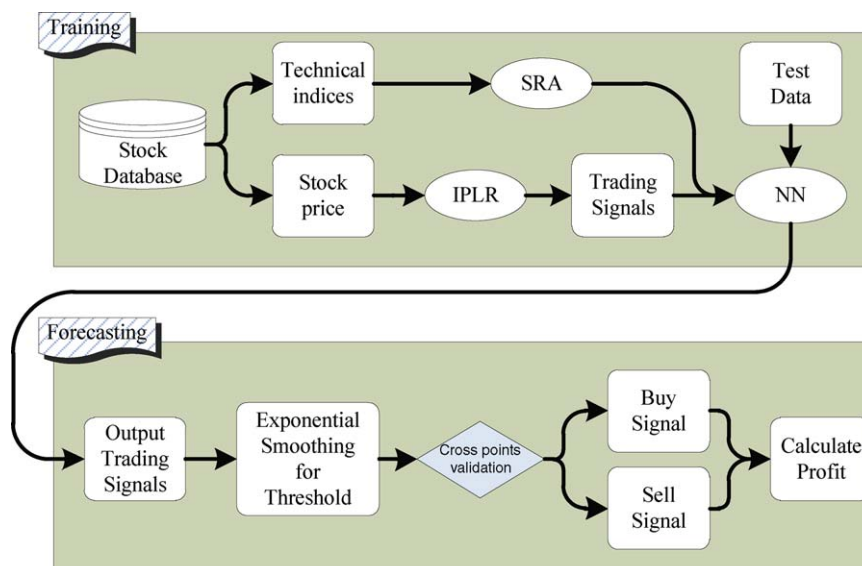 Training
Technical
indices
SRA
Test
Data
Stock
Database
Stock
price
IPLR
Trading
Signals
NN
Forecasting
Output
Trading
Signals
Exponential
Smoothing
for
Threshold
Cross points
validation
Buy
Signal
Sell
Signal
Calculate
Profit